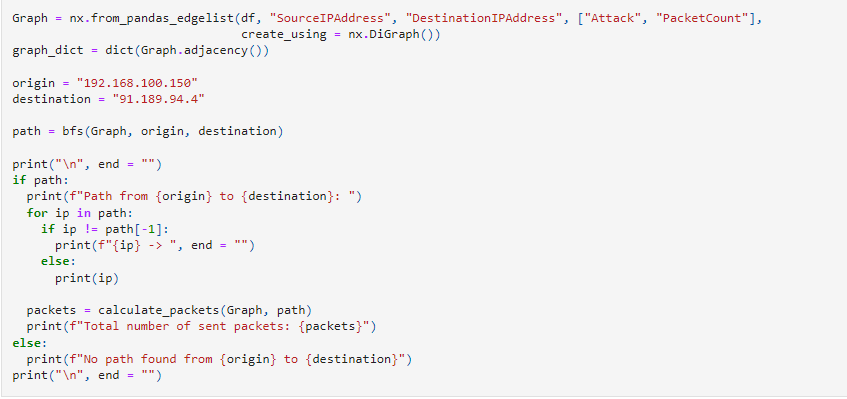 Graph = nx.from_pandas_edgelist(df, "SourceIPAddress", "DestinationIPAddress", ["Attack", "PacketCount"],
                                create_using = nx.DiGraph())
graph_dict = dict(Graph.adjacency())

origin = "192.168.100.150"
destination = "91.189.94.4"

path = bfs(Graph, origin, destination)

print("\n", end = "")
if path:
  print(f"Path from {origin} to {destination}: ")
  for ip in path:
    if ip != path[-1]:
      print(f"{ip} -> ", end = "")
    else:
      print(ip)

  packets = calculate_packets(Graph, path)
  print(f"Total number of sent packets: {packets}")
else:
  print(f"No path found from {origin} to {destination}")
print("\n", end = "")